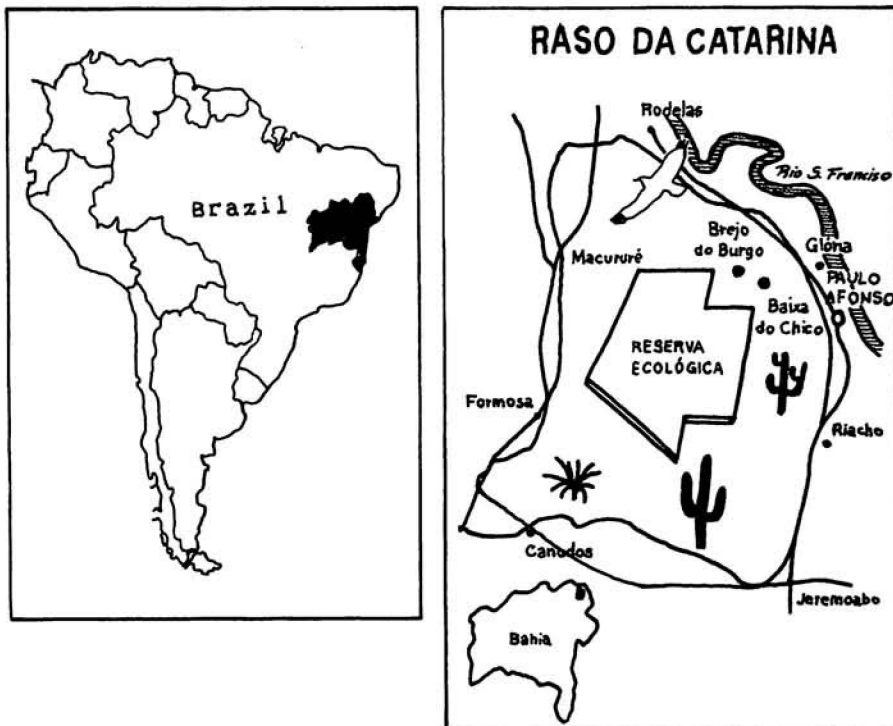 Brazil
RASO DA CATARINA
Rodelas
Rio S. Franciso
Brejo
do Burgo
Glória
Macururé
PAULO
AFONSO
Baixa
do Chico
RESERVA
ECOLÓGICA
Formosa
Riacho
Canudos
Jeremoabo
Bahia